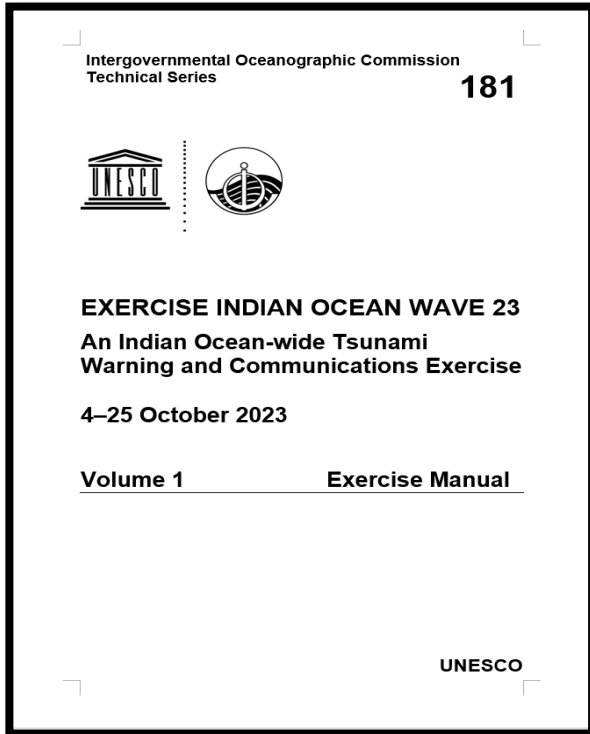 Intergovernmental Oceanographic Commission
Technical Series
181
UNESCO
EXERCISE INDIAN OCEAN WAVE 23
An Indian Ocean-wide Tsunami
Warning and Communications Exercise
4–25 October 2023
Volume 1 Exercise Manual
UNESCO